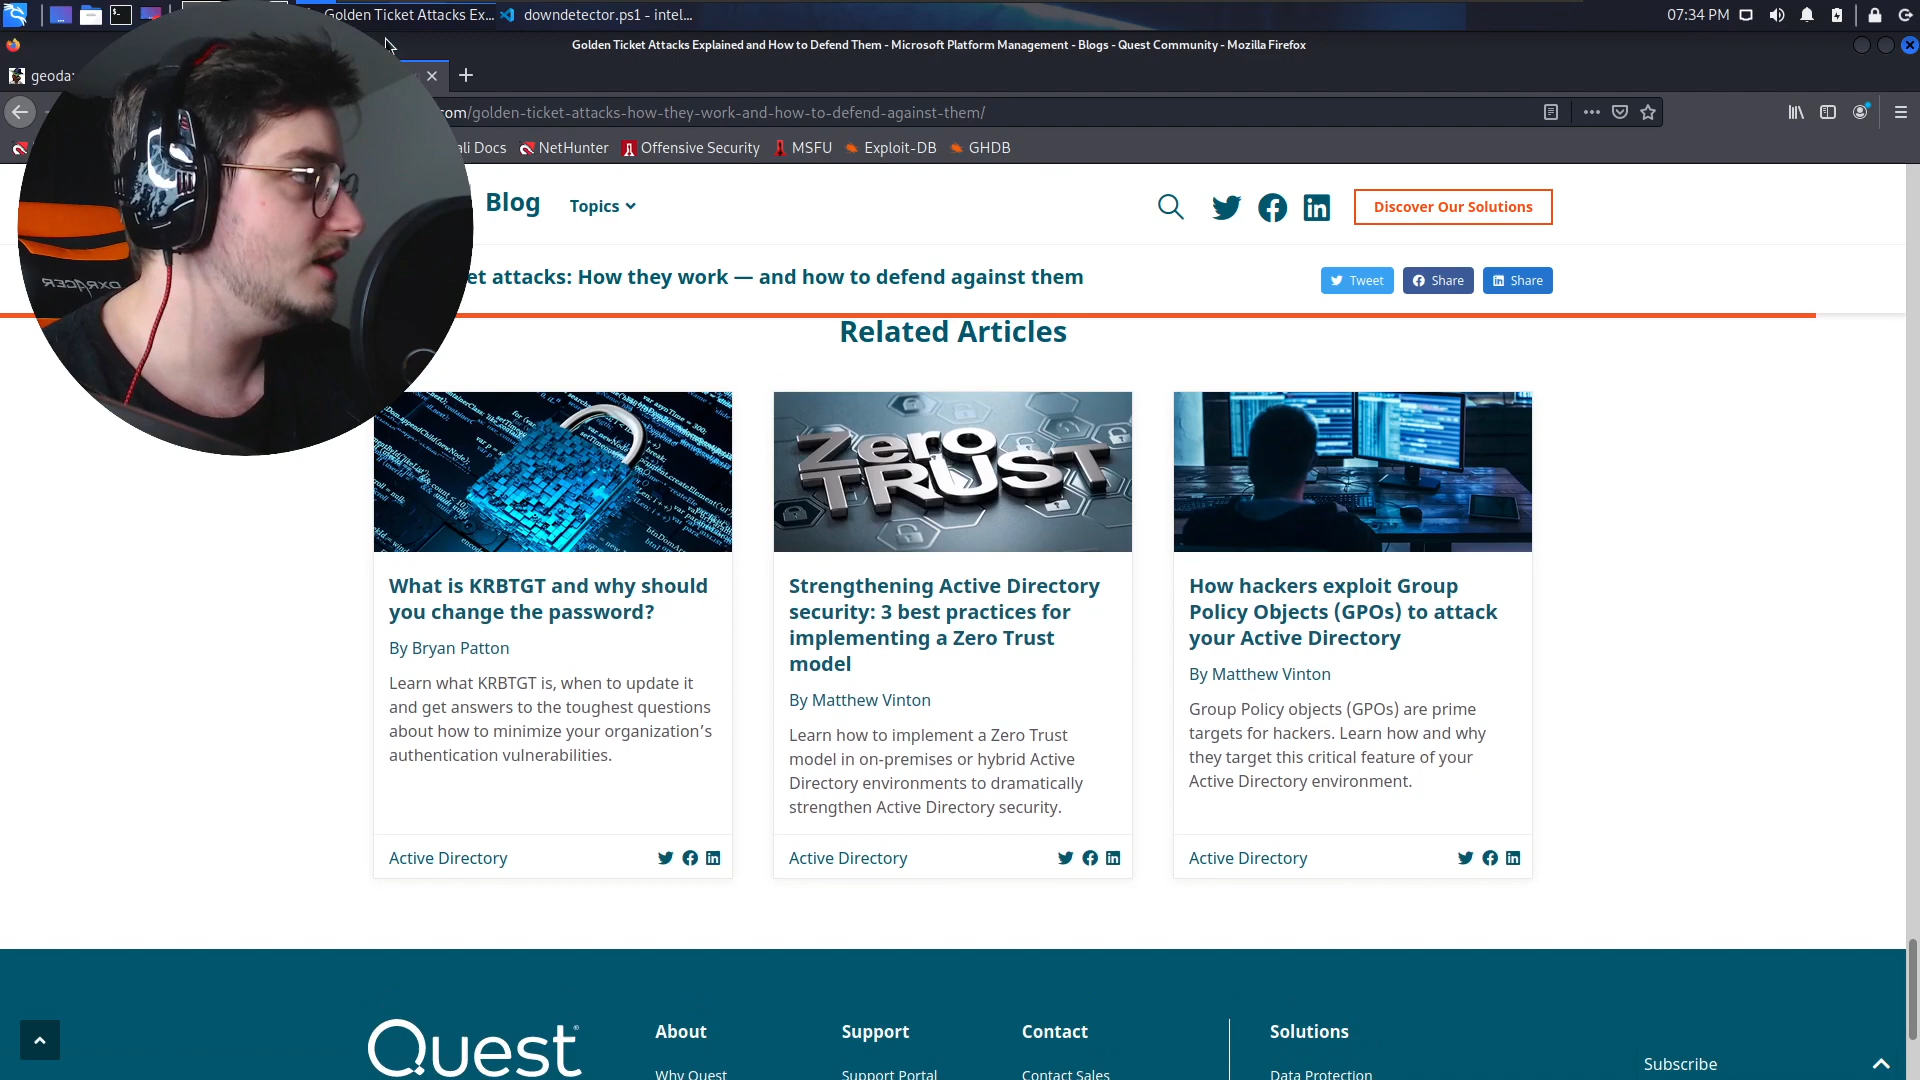 Golden Ticket Attacks Ex...
downdetector.ps1 - intel...
07:34 PM
Golden Ticket Attacks Explained and How to Defend Them - Microsoft Platform Management - Blogs - Quest Community - Mozilla Firefox
geoda
om/golden-ticket-attacks-how-they-work-and-how-to-defend-against-them/
ali Docs
NetHunter
Offensive Security
MSFU
Exploit-DB
GHDB
Blog
Topics
Discover Our Solutions
et attacks: How they work — and how to defend against them
Tweet
Share
Share
Related Articles
DXRACER
Zero
TRUST
What is KRBTGT and why should
you change the password?
By Bryan Patton
Learn what KRBTGT is, when to update it
and get answers to the toughest questions
about how to minimize your organization’s
authentication vulnerabilities.
Active Directory
Strengthening Active Directory
security: 3 best practices for
implementing a Zero Trust
model
By Matthew Vinton
Learn how to implement a Zero Trust
model in on-premises or hybrid Active
Directory environments to dramatically
strengthen Active Directory security.
Active Directory
How hackers exploit Group
Policy Objects (GPOs) to attack
your Active Directory
By Matthew Vinton
Group Policy objects (GPOs) are prime
targets for hackers. Learn how and why
they target this critical feature of your
Active Directory environment.
Active Directory
Quest
About
Why Quest
Support
Support Portal
Contact
Contact Sales
Solutions
Data Protection
Subscribe